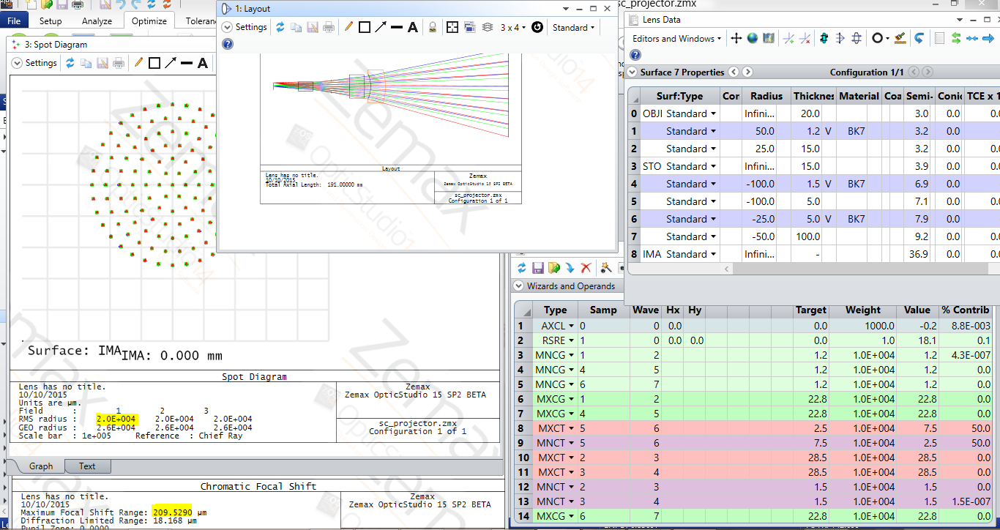 sc_projector.zmx
File Setup Analyze Optimize Toleran
3: Spot Diagram
Settings
Surface: IMA
IMA: 0.000 mm
Spot Diagram
Lens has no title.
10/10/2015
Units are µm.
Field : 1 2 3
RMS radius : 2.0E+004 2.0E+004 2.0E+004
GEO radius : 2.6E+004 2.6E+004 2.6E+004
Scale bar : 1e+005 Reference : Chief Ray
Zemax
Zemax OpticStudio 15 SP2 BETA
sc_projector.zmx
Configuration 1 of 1
Graph Text
Chromatic Focal Shift
Lens has no title.
10/10/2015
Maximum Focal Shift Range: 209.5290 µm
Diffraction Limited Range: 18.168 µm
Pupil Zone: 0.0000
Zemax
Zemax OpticStudio 15 SP2 BETA
1: Layout
Settings 3 x 4 Standard
Layout
Lens has no title.
10/10/2015
Total Axial Length: 191.00000 mm
Zemax
Zemax OpticStudio 15 SP2 BETA
sc_projector.zmx
Configuration 1 of 1
Lens Data
Editors and Windows
Surface 7 Properties Configuration 1/1
Surf:Type Cor Radius Thicknes Material Coa Semi- Conic TCE x 1
0 OBJI Standard Infini... 20.0 3.0 0.0 0.
1 Standard 50.0 1.2 V BK7 3.2 0.0
2 Standard 25.0 15.0 3.2 0.0 0.
3 STO Standard Infini... 15.0 3.9 0.0 0.
4 Standard -100.0 1.5 V BK7 6.9 0.0
5 Standard -100.0 5.0 7.1 0.0 0.
6 Standard -25.0 5.0 V BK7 7.9 0.0
7 Standard -50.0 100.0 9.2 0.0 0.
8 IMA Standard Infini... - 36.9 0.0 0.
Wizards and Operands
Type Samp Wave Hx Hy Target Weight Value % Contrib
1 AXCL 0 0 0.0 0.0 1000.0 -0.2 8.8E-003
2 RSRE 1 0 0.0 0.0 0.0 1.0 18.1 0.1
3 MNCG 1 2 1.2 1.0E+004 1.2 4.3E-007
4 MNCG 4 5 1.2 1.0E+004 1.2 0.0
5 MNCG 6 7 1.2 1.0E+004 1.2 0.0
6 MXCG 1 2 22.8 1.0E+004 22.8 0.0
7 MXCG 4 5 22.8 1.0E+004 22.8 0.0
8 MXCT 5 6 2.5 1.0E+004 7.5 50.0
9 MNCT 5 6 7.5 1.0E+004 2.5 50.0
10 MXCT 2 3 28.5 1.0E+004 28.5 0.0
11 MXCT 3 4 28.5 1.0E+004 28.5 0.0
12 MNCT 2 3 1.5 1.0E+004 1.5 0.0
13 MNCT 3 4 1.5 1.0E+004 1.5 1.5E-007
14 MXCG 6 7 22.8 1.0E+004 22.8 0.0